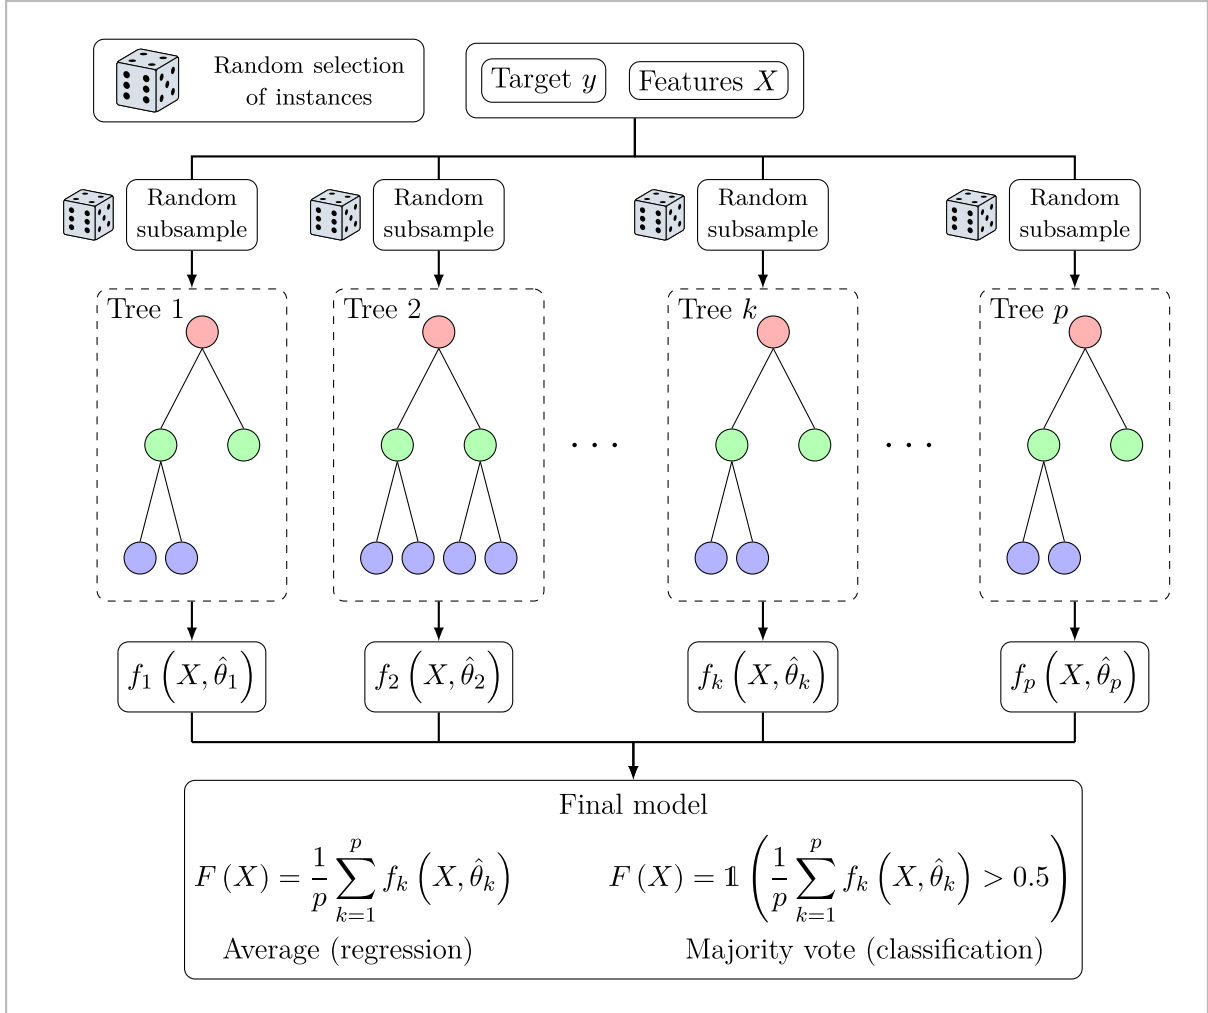 Random selection
of instances
Target y
Features X
Random
subsample
Random
subsample
Random
subsample
Random
subsample
Tree 1
Tree 2
Tree k
Tree p
. . .
. . .
f₁ (X, θ̂₁)
f₂ (X, θ̂₂)
fₖ (X, θ̂ₖ)
fₚ (X, θ̂ₚ)
Final model
F (X) = 1/p ∑_{k=1}^{p} fₖ (X, θ̂ₖ)
F (X) = 𝟙 (1/p ∑_{k=1}^{p} fₖ (X, θ̂ₖ) > 0.5)
Average (regression)
Majority vote (classification)